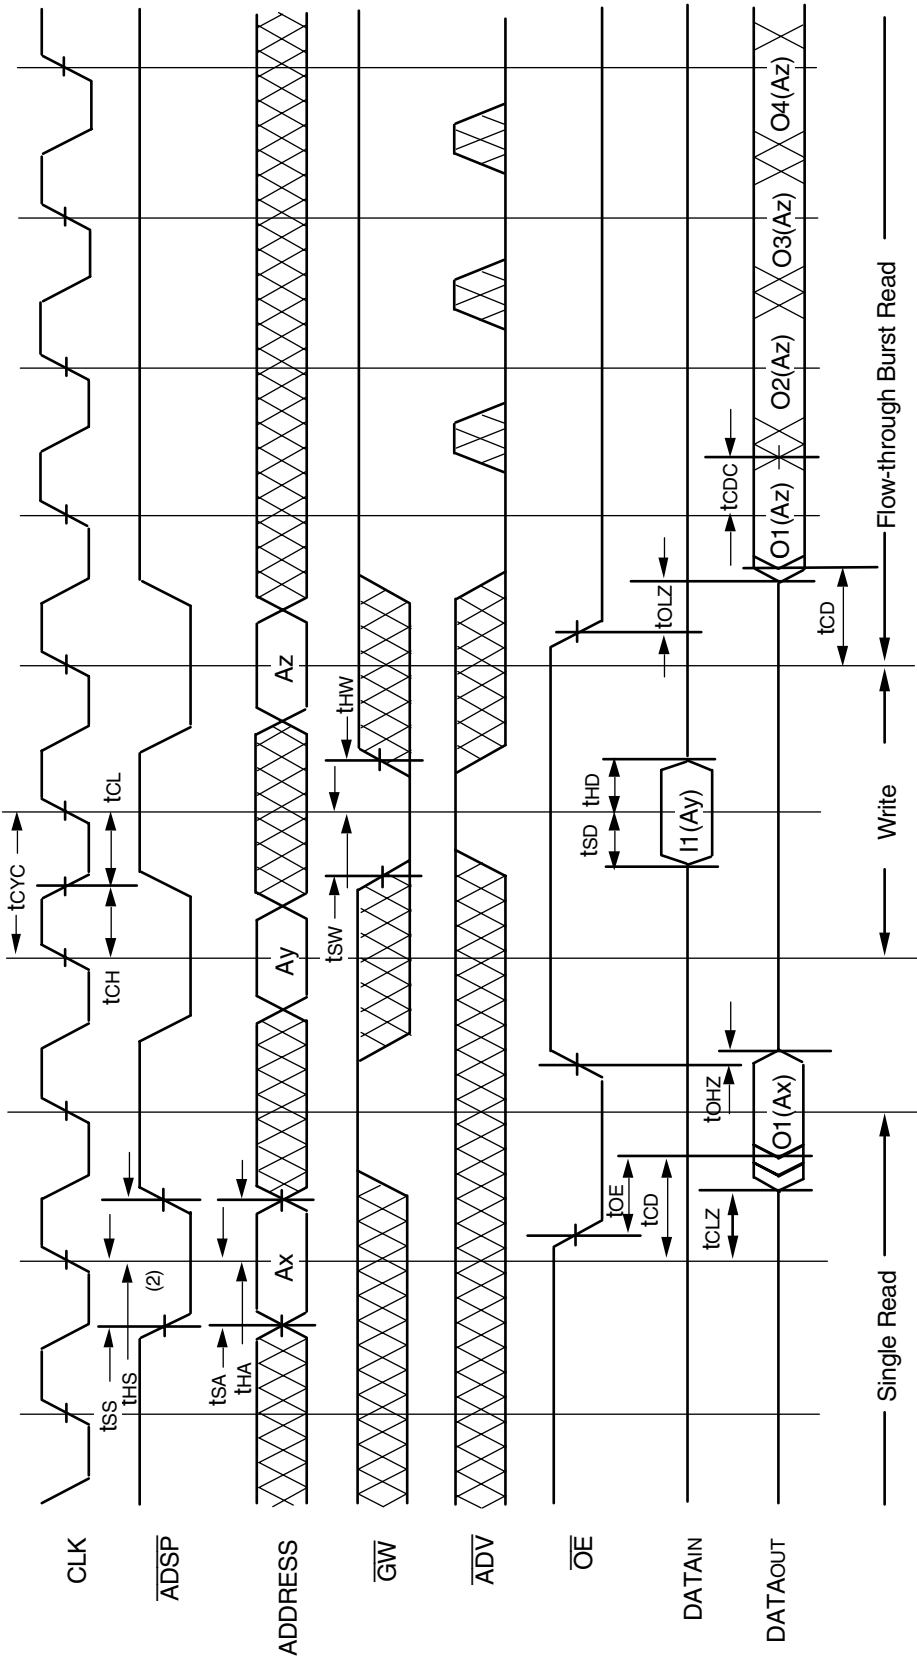 CLK
tCYC
tSS
tHS
(2)
tCH
tCL
ADSP
tSA
tHA
ADDRESS
Ax
Ay
Az
GW
tSW
tHW
ADV
OE
tOE
tCD
tOHZ
tSD
tHD
tOLZ
DATAIN
I1(Ay)
tCLZ
tCD
tCDC
DATAOUT
O1(Ax)
O1(Az)
O2(Az)
O3(Az)
O4(Az)
Single Read
Write
Flow-through Burst Read